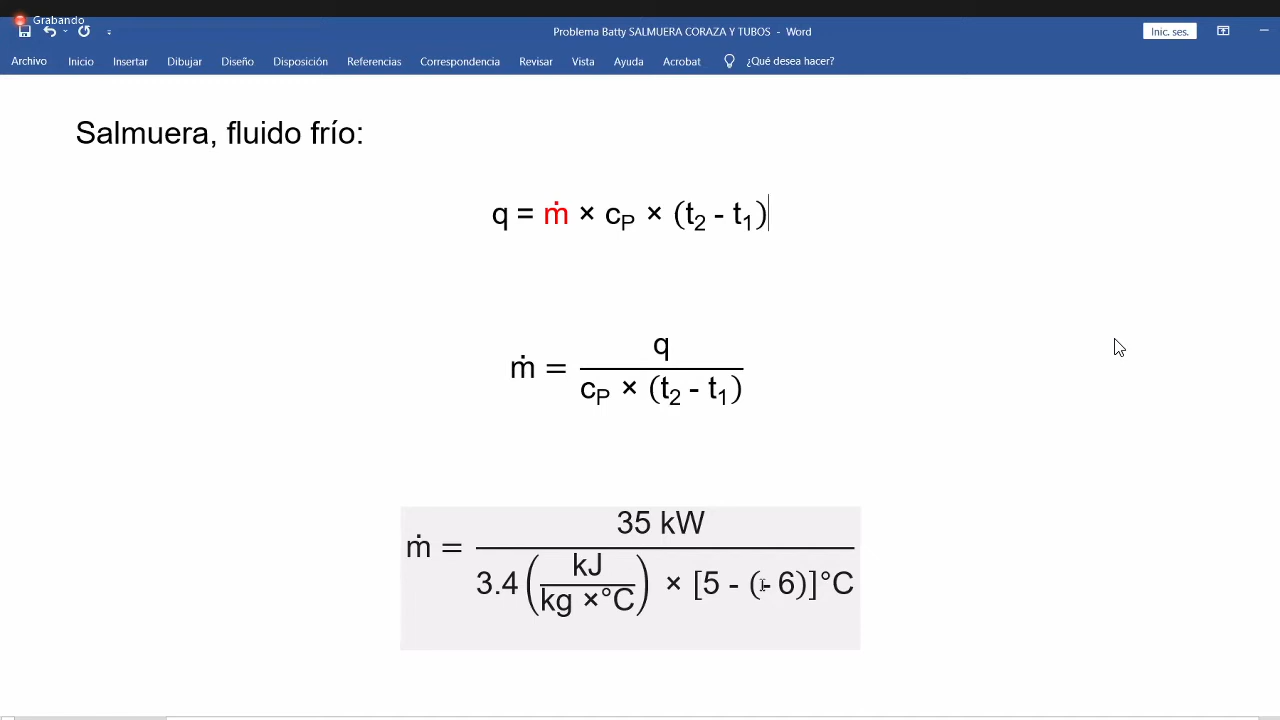 Grabando
Problema Batty SALMUERA CORAZA Y TUBOS - Word
Inic. ses.
Archivo Inicio Insertar Dibujar Diseño Disposición Referencias Correspondencia Revisar Vista Ayuda Acrobat ¿Qué desea hacer?
Salmuera, fluido frío:
q = ṁ × cP × (t2 - t1)
q
ṁ =
cP × (t2 - t1)
35 kW
ṁ =
3.4 (kJ / kg ×°C) × [5 - (- 6)]°C